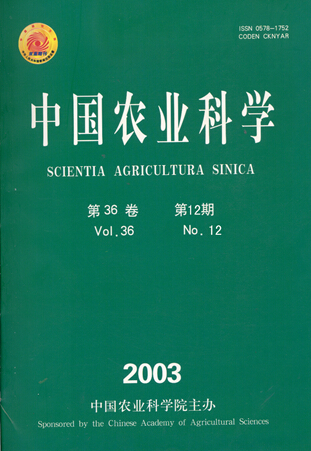 ISSN 0578-1752
CODEN CKNYAR
中国农业科学
SCIENTIA AGRICULTURA SINICA
第36卷 第12期
Vol.36 No.12
2003
中国农业科学院主办
Sponsored by the Chinese Academy of Agricultural Sciences